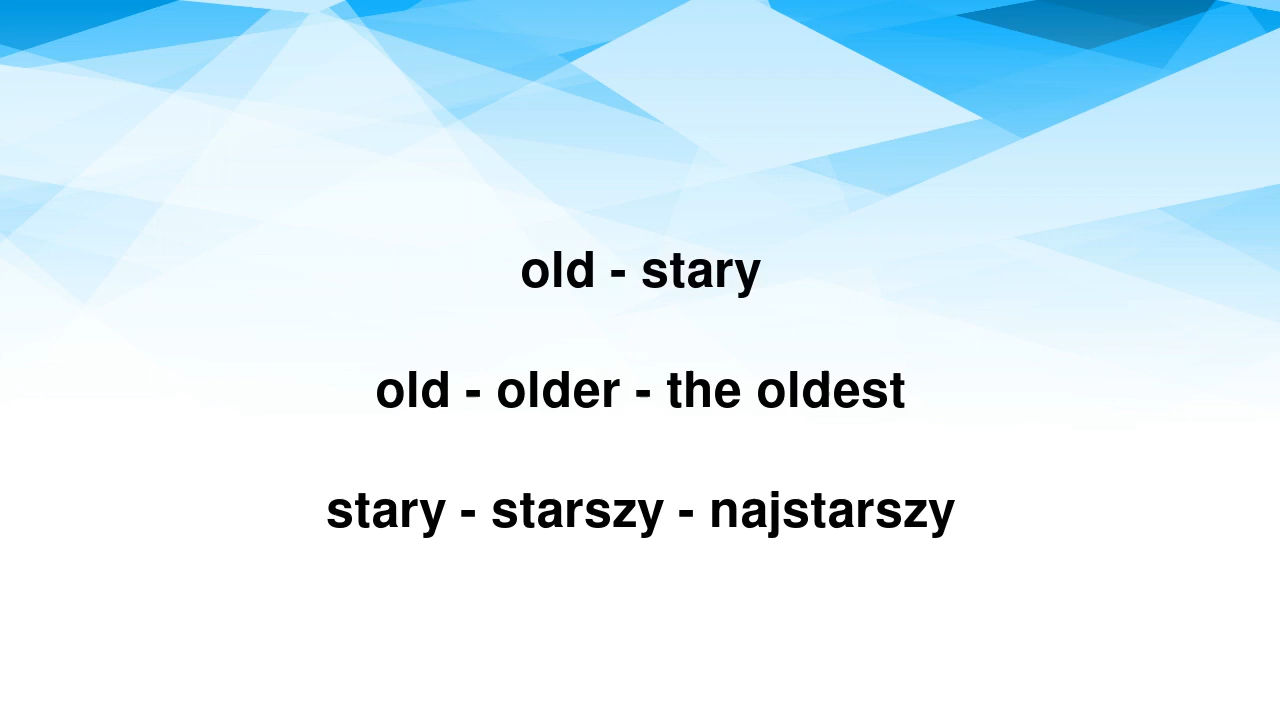 old - stary
old - older - the oldest
stary - starszy - najstarszy